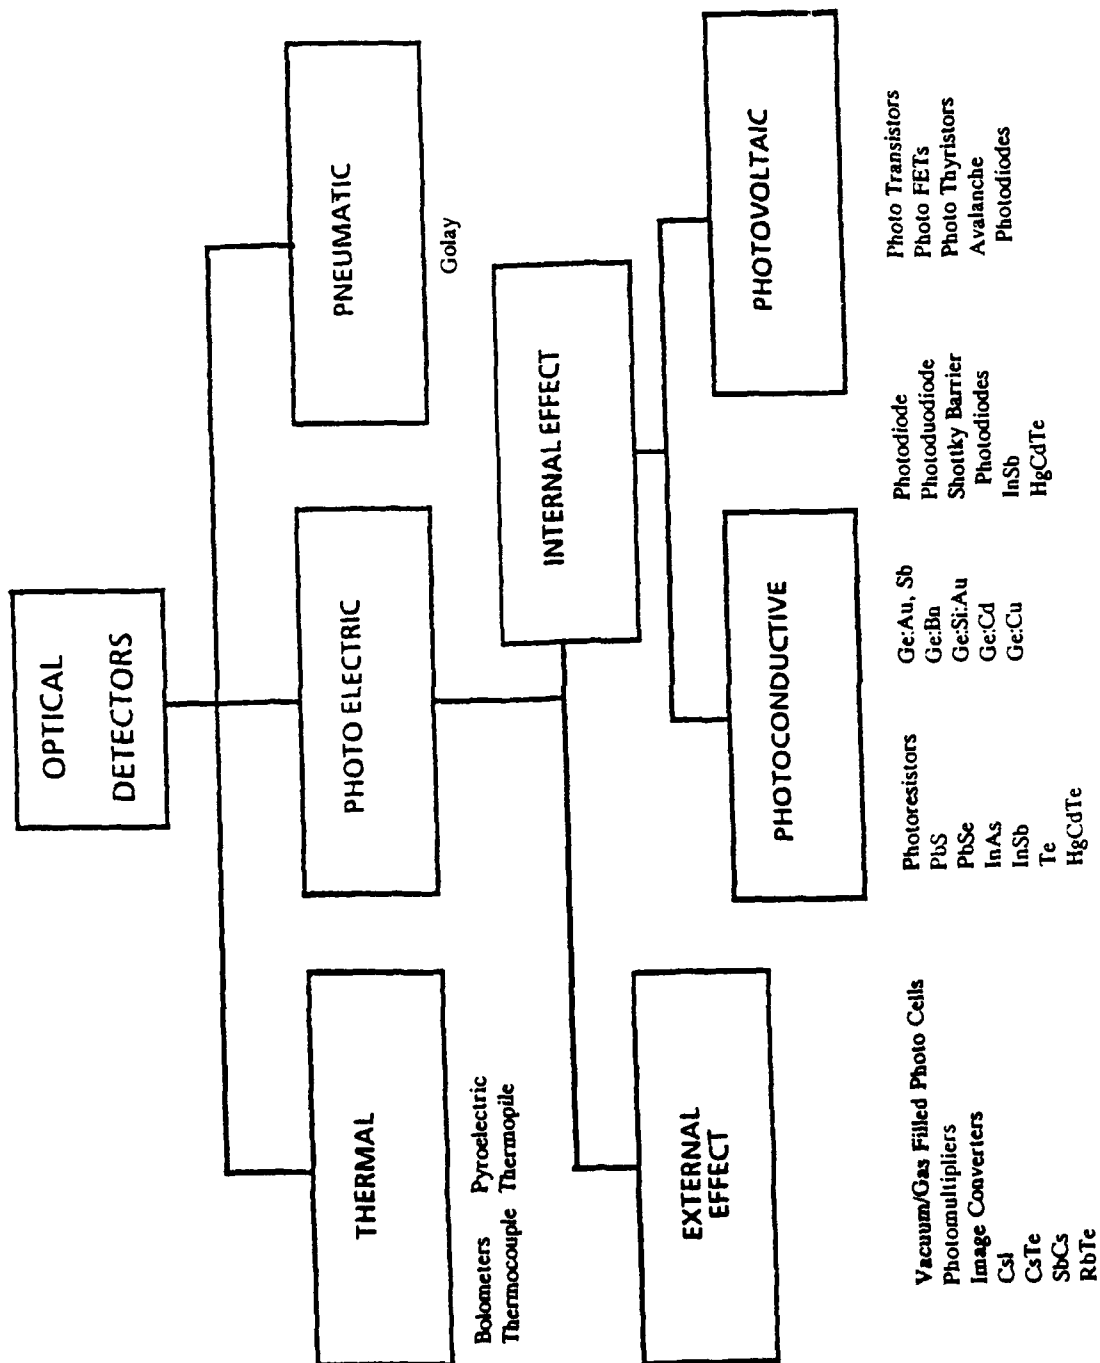 OPTICAL
DETECTORS
THERMAL
PHOTO ELECTRIC
PNEUMATIC
Bolometers Pyroelectric
Thermocouple Thermopile
Golay
EXTERNAL
EFFECT
INTERNAL EFFECT
PHOTOCONDUCTIVE
PHOTOVOLTAIC
Vacuum/Gas Filled Photo Cells
Photomultipliers
Image Converters
CsI
CsTe
SbCs
RbTe
Photoresistors
PbS
PbSe
InAs
InSb
Te
HgCdTe
Ge:Au, Sb
Ge:Bn
Ge:Si:Au
Ge:Cd
Ge:Cu
Photodiode
Photoduodiode
Shottky Barrier
Photodiodes
InSb
HgCdTe
Photo Transistors
Photo FETs
Photo Thyristors
Avalanche
Photodiodes